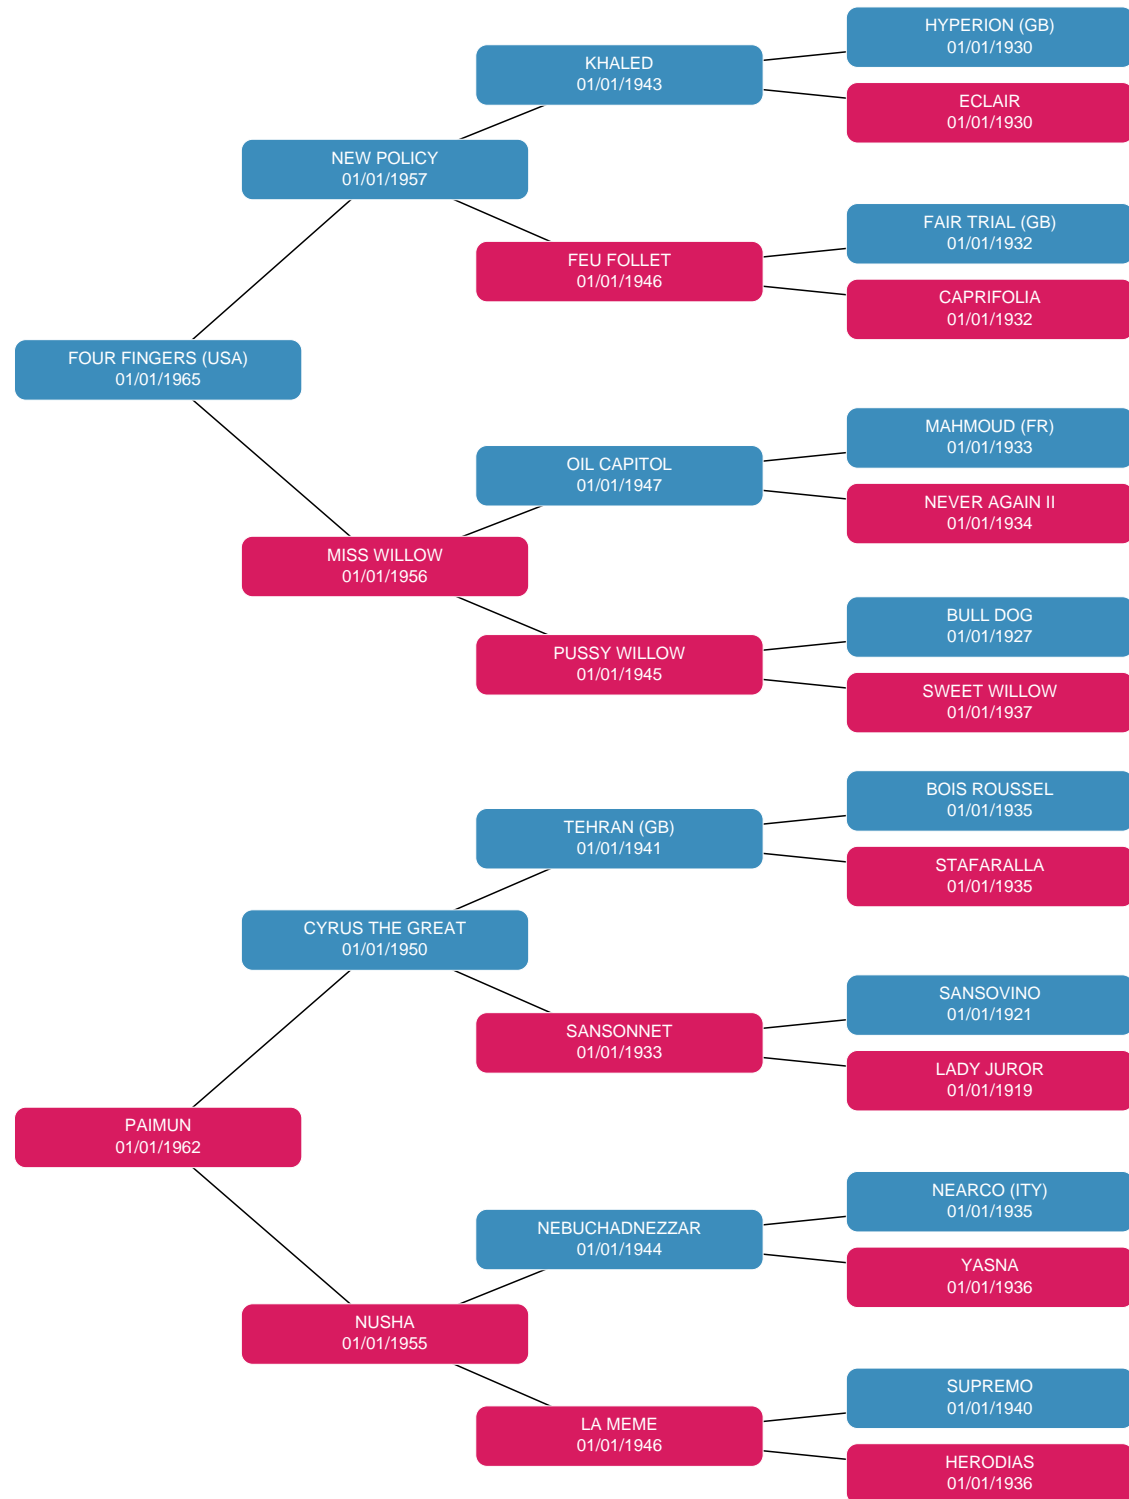 HYPERION (GB)
01/01/1930
KHALED
01/01/1943
ECLAIR
01/01/1930
NEW POLICY
01/01/1957
FAIR TRIAL (GB)
01/01/1932
FEU FOLLET
01/01/1946
CAPRIFOLIA
01/01/1932
FOUR FINGERS (USA)
01/01/1965
MAHMOUD (FR)
01/01/1933
OIL CAPITOL
01/01/1947
NEVER AGAIN II
01/01/1934
MISS WILLOW
01/01/1956
BULL DOG
01/01/1927
PUSSY WILLOW
01/01/1945
SWEET WILLOW
01/01/1937
BOIS ROUSSEL
01/01/1935
TEHRAN (GB)
01/01/1941
STAFARALLA
01/01/1935
CYRUS THE GREAT
01/01/1950
SANSOVINO
01/01/1921
SANSONNET
01/01/1933
LADY JUROR
01/01/1919
PAIMUN
01/01/1962
NEARCO (ITY)
01/01/1935
NEBUCHADNEZZAR
01/01/1944
YASNA
01/01/1936
NUSHA
01/01/1955
SUPREMO
01/01/1940
LA MEME
01/01/1946
HERODIAS
01/01/1936